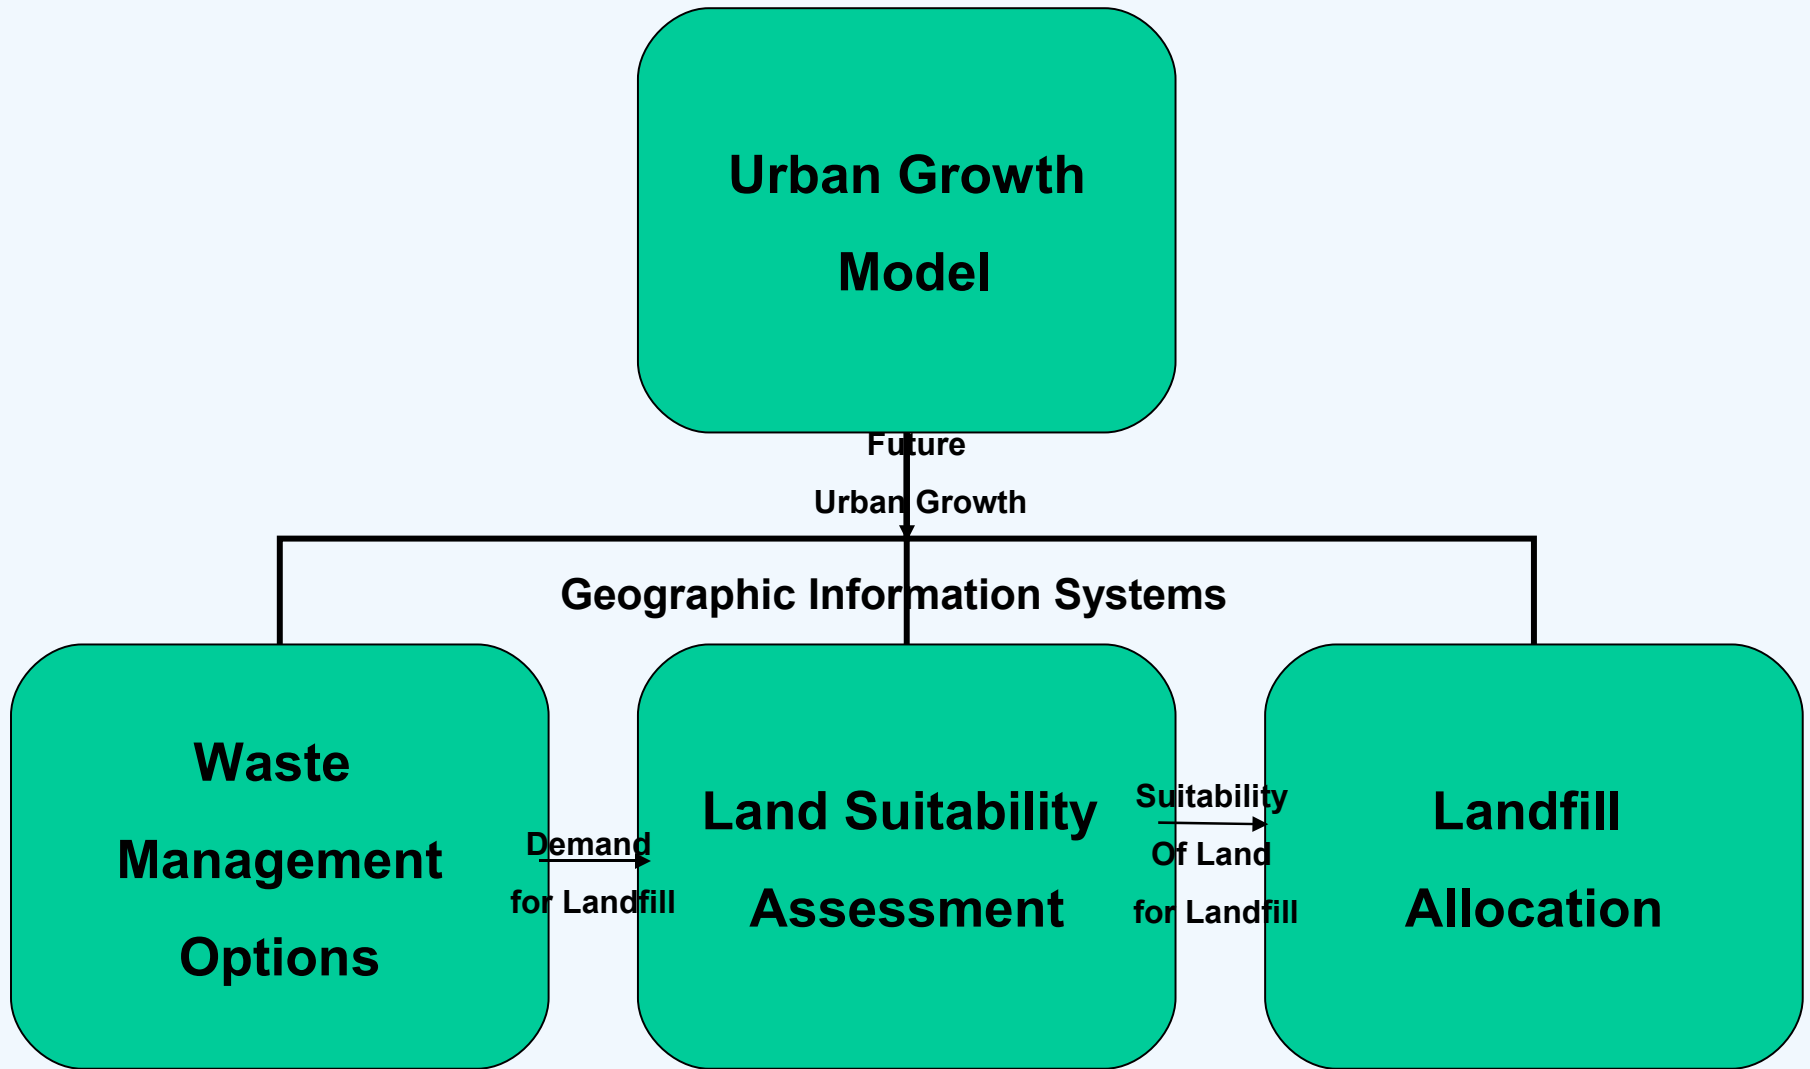 Urban Growth
Model
Future
Urban Growth
Geographic Information Systems
Waste
Management
Options
Demand
for Landfill
Land Suitability
Assessment
Suitability
Of Land
for Landfill
Landfill
Allocation